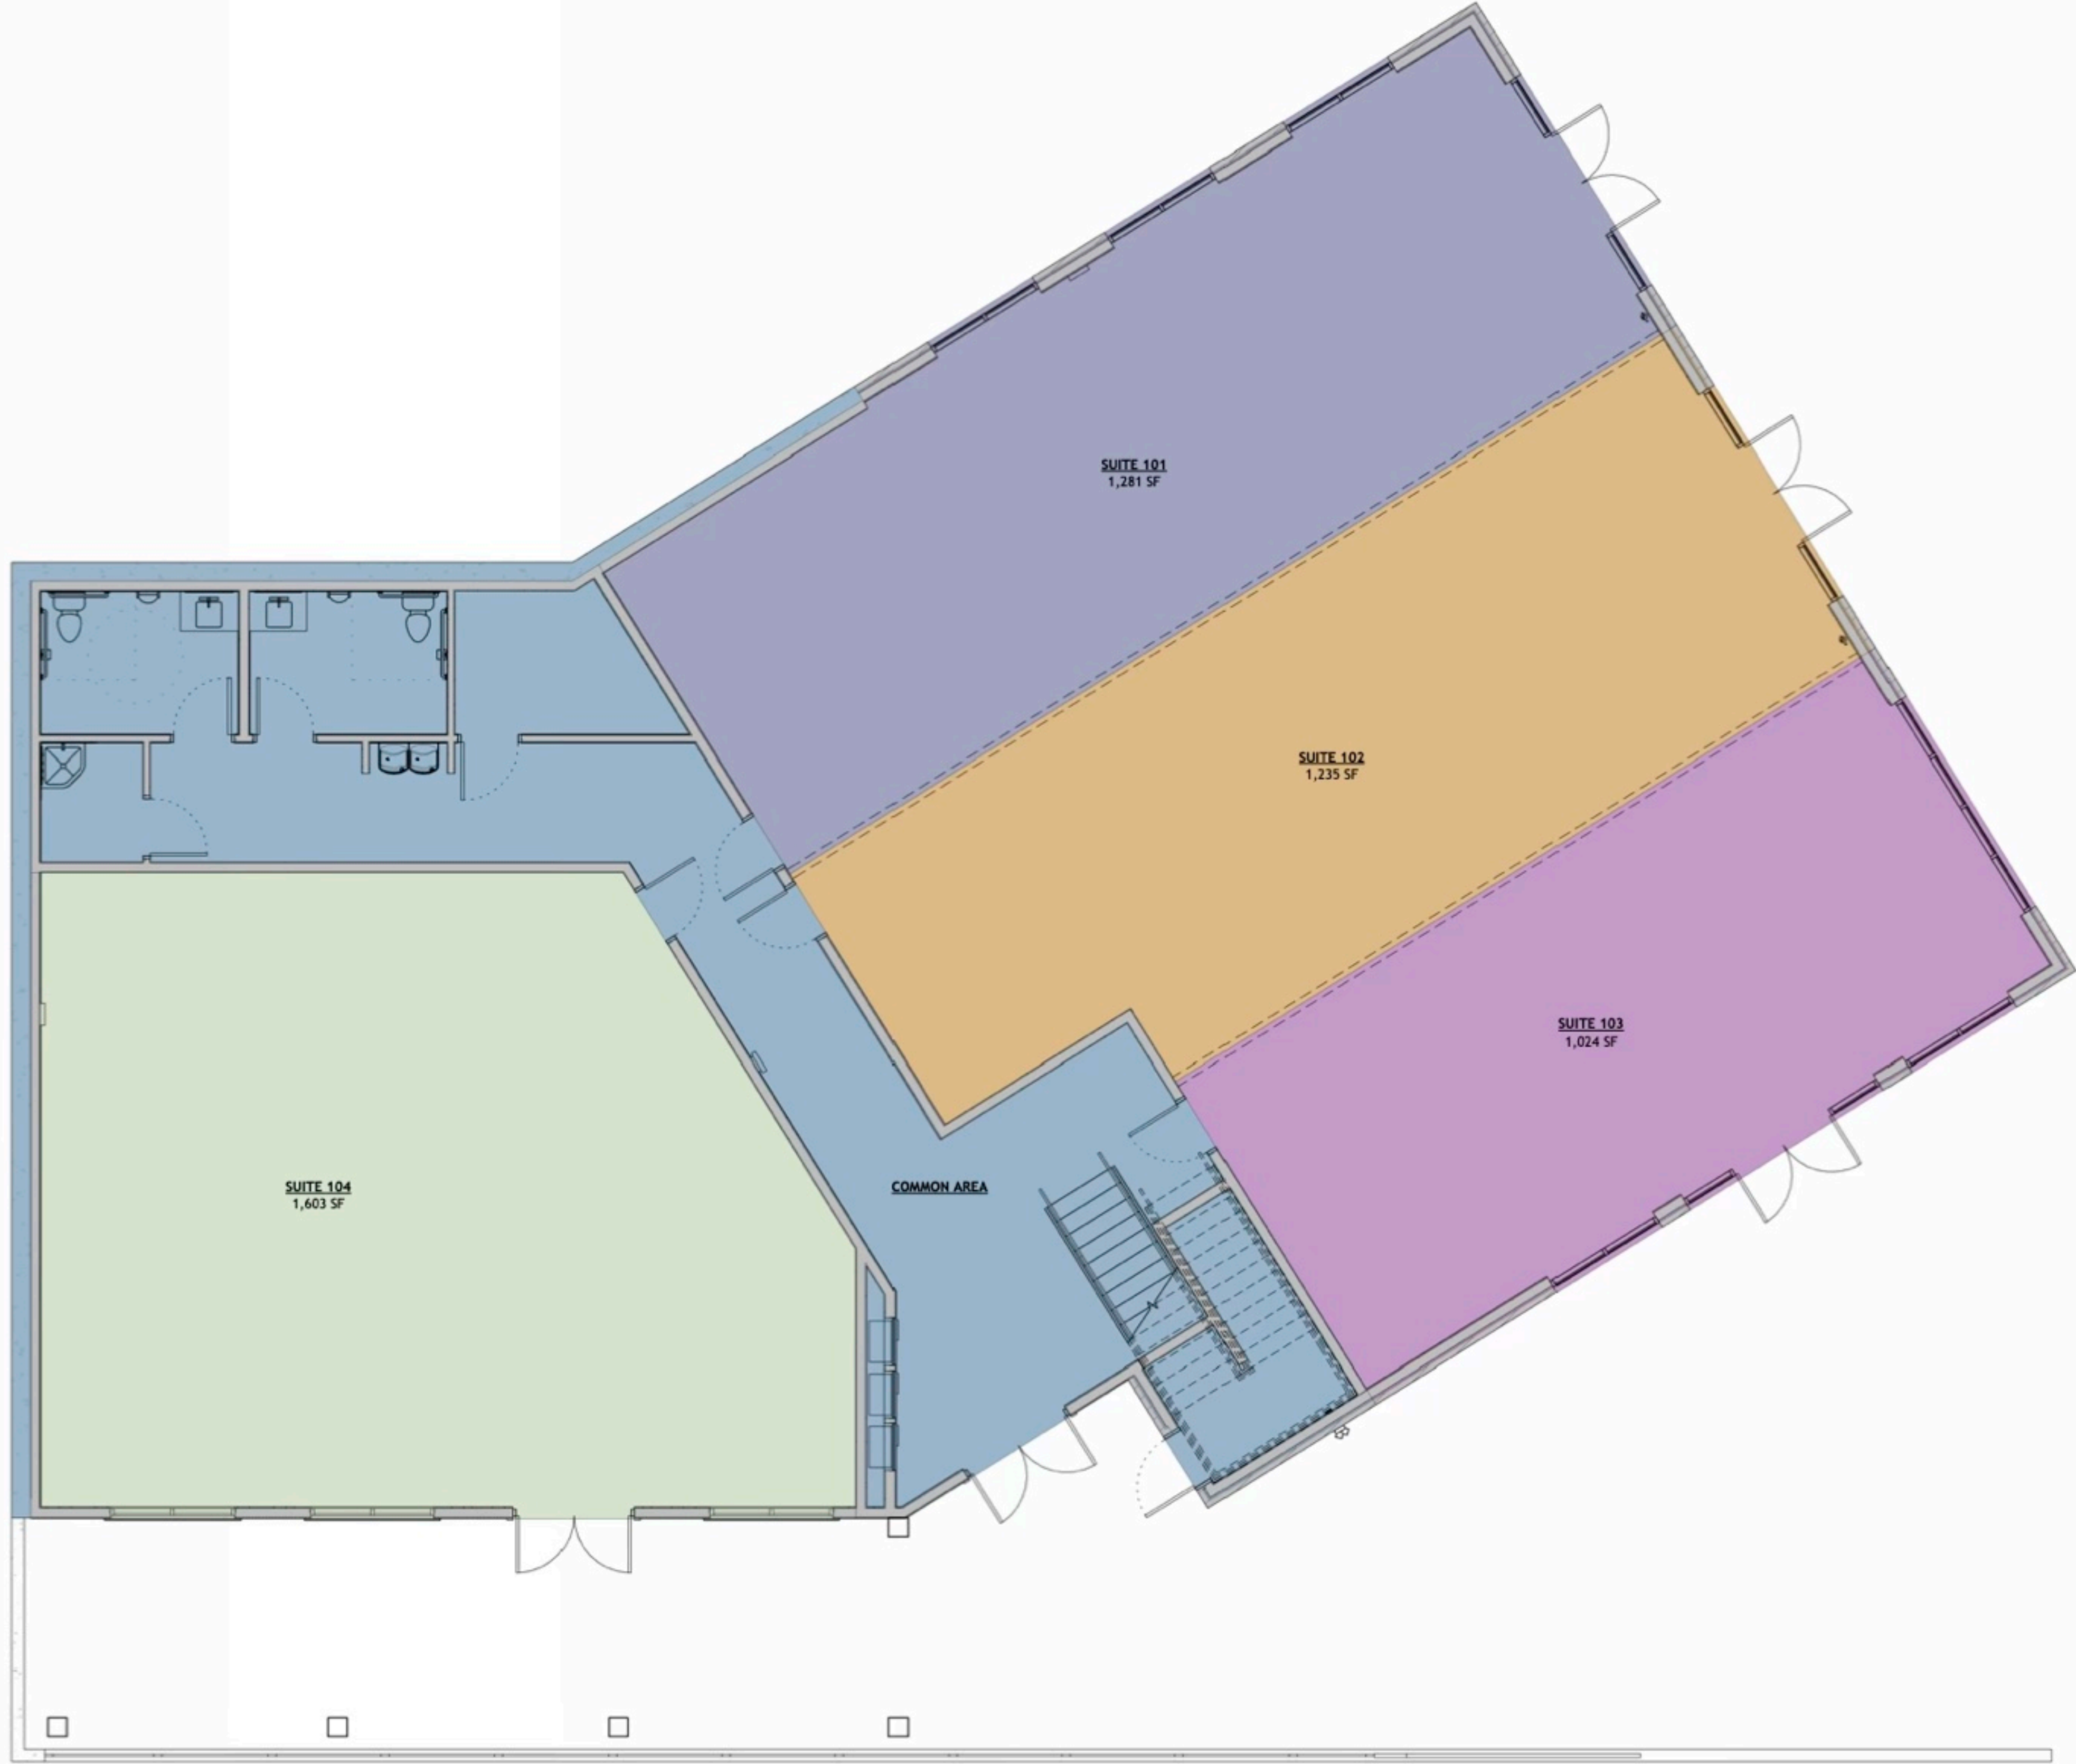 SUITE 101
1,281 SF
SUITE 102
1,235 SF
SUITE 103
1,024 SF
SUITE 104
1,603 SF
COMMON AREA